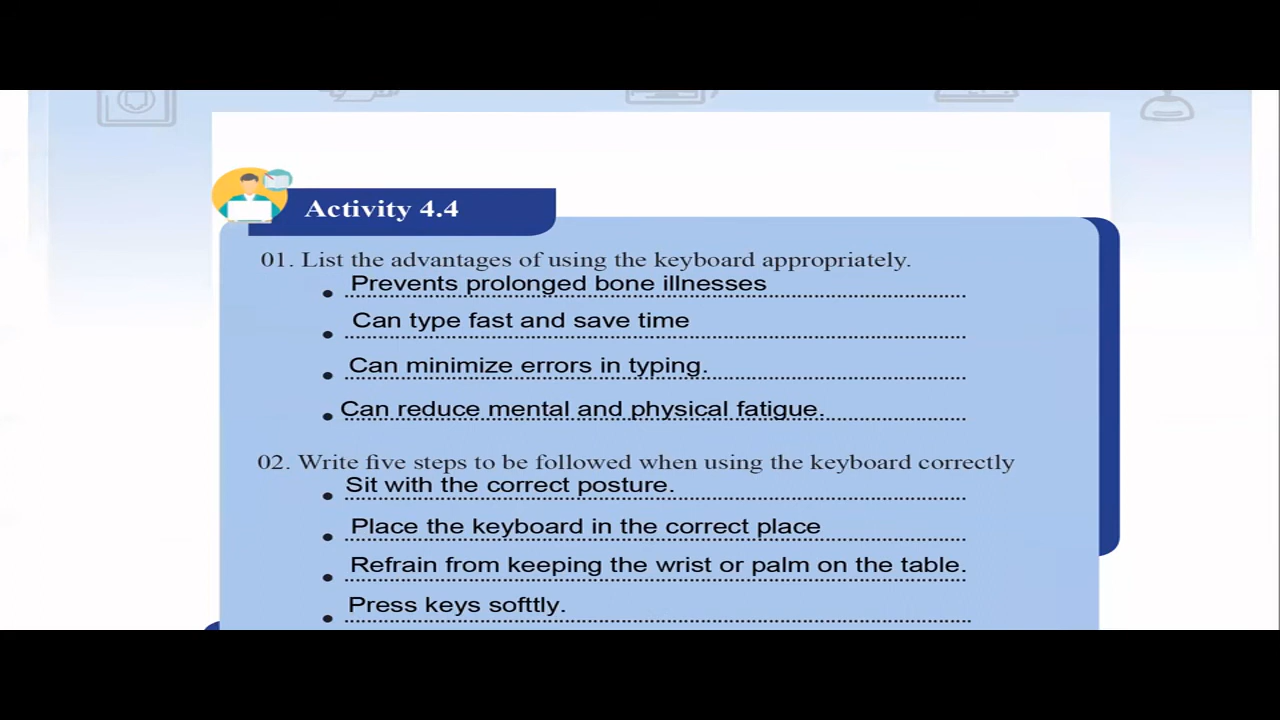 Activity 4.4
01. List the advantages of using the keyboard appropriately.
• Prevents prolonged bone illnesses
• Can type fast and save time
• Can minimize errors in typing.
• Can reduce mental and physical fatigue.
02. Write five steps to be followed when using the keyboard correctly
• Sit with the correct posture.
• Place the keyboard in the correct place
• Refrain from keeping the wrist or palm on the table.
• Press keys softtly.